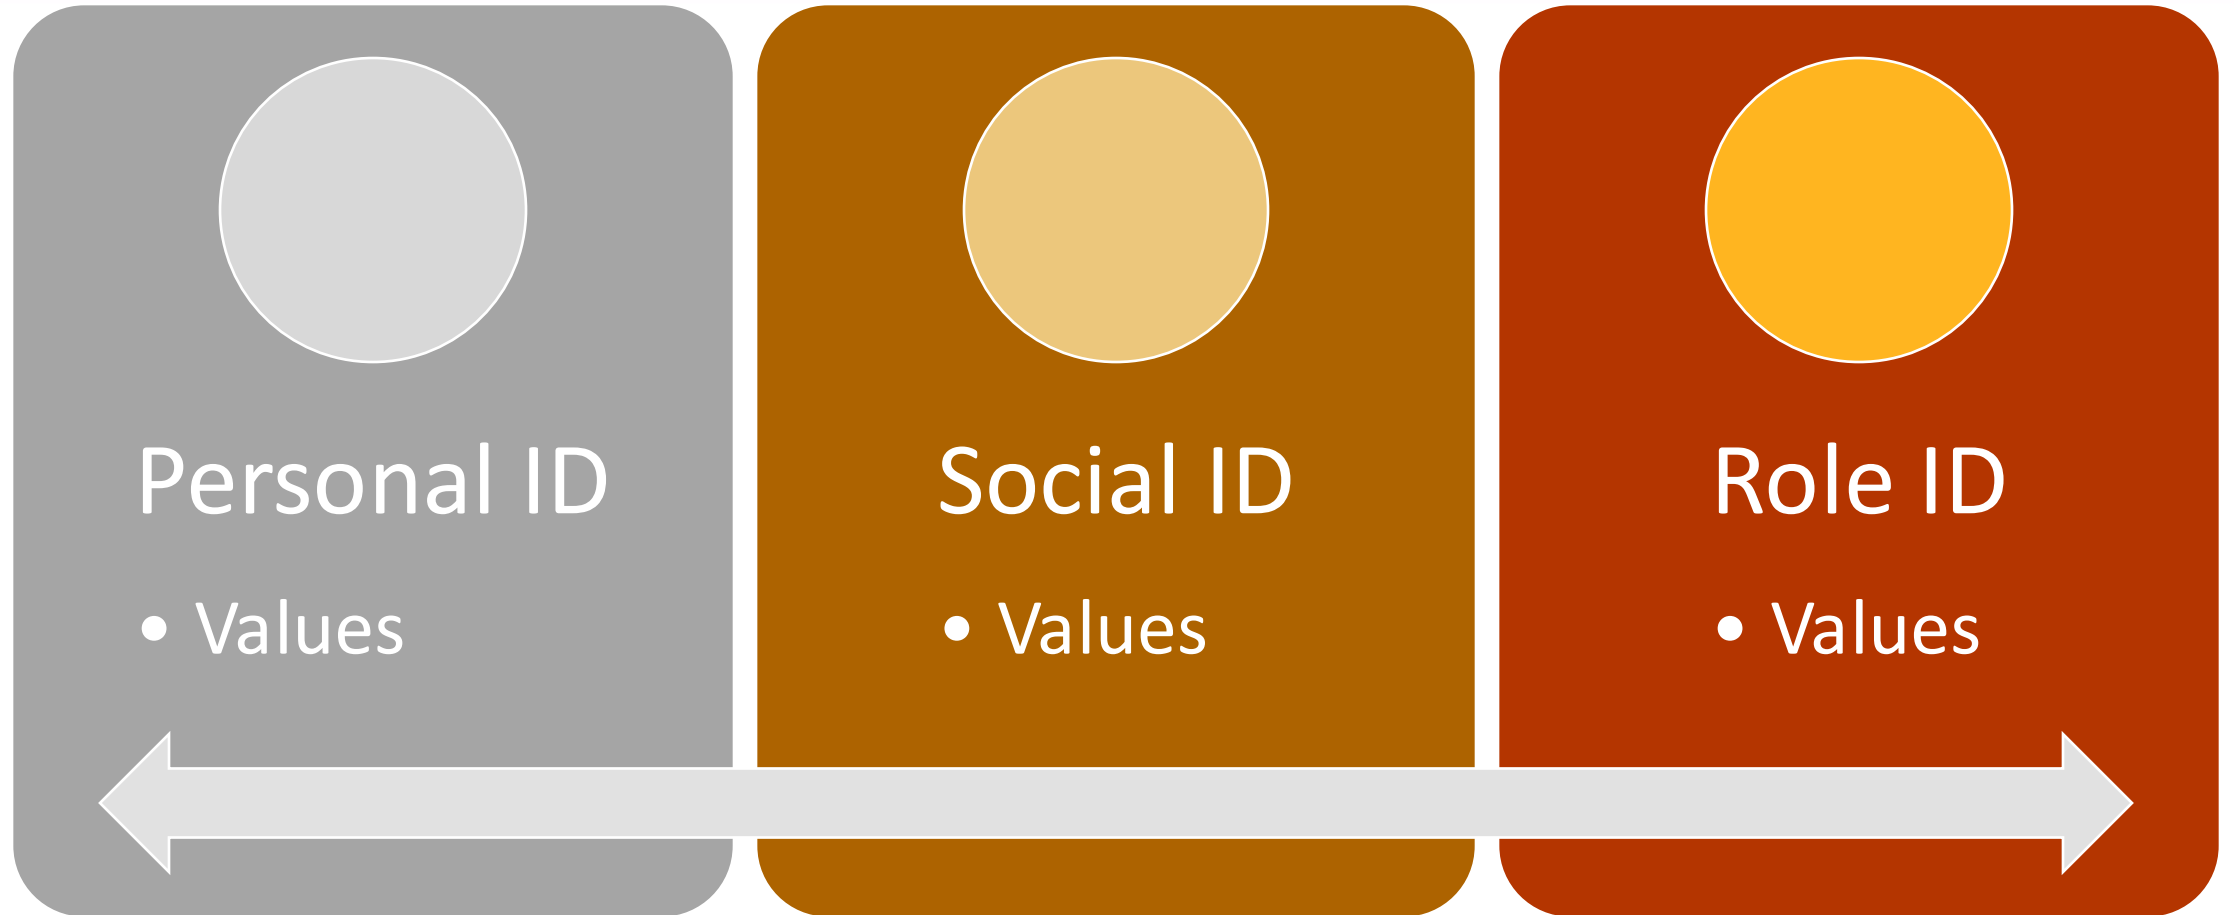 Personal ID
• Values
Social ID
• Values
Role ID
• Values